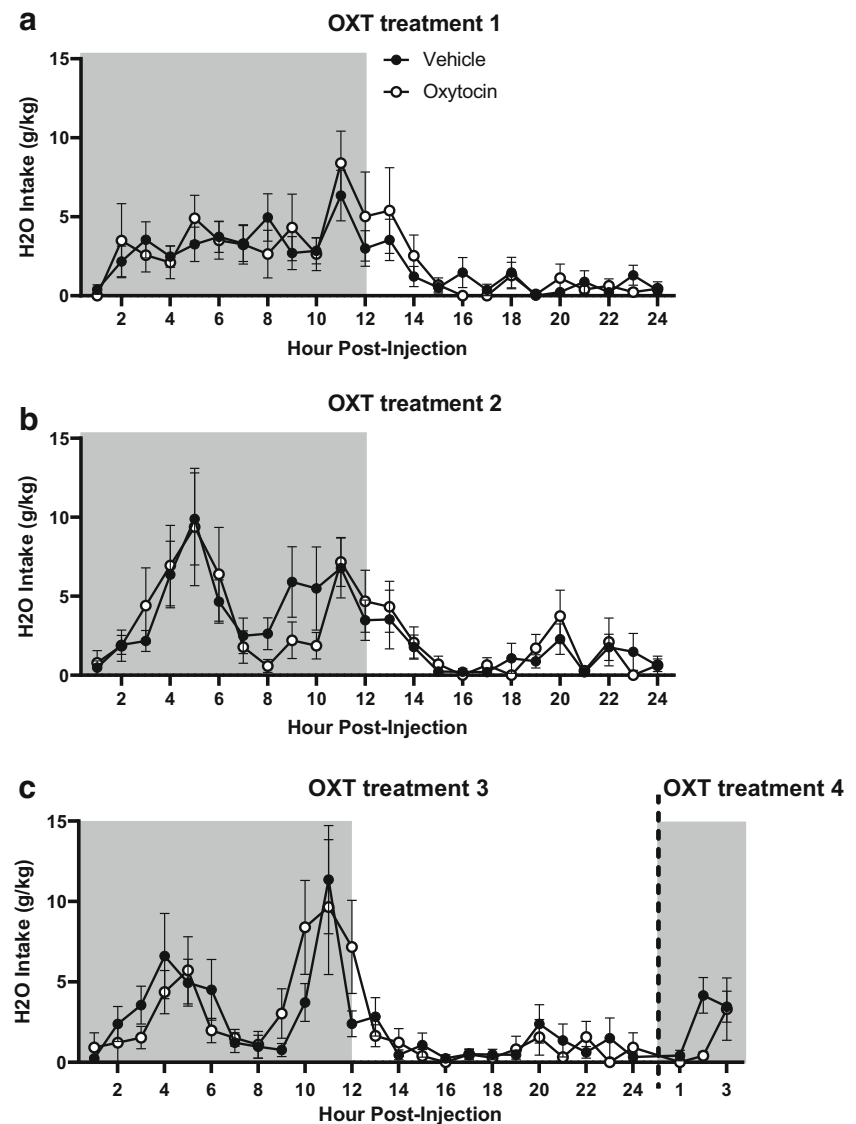 a
OXT treatment 1
Vehicle
Oxytocin
H2O Intake (g/kg)
15
10
5
0
2 4 6 8 10 12 14 16 18 20 22 24
Hour Post-Injection
b
OXT treatment 2
H2O Intake (g/kg)
15
10
5
0
2 4 6 8 10 12 14 16 18 20 22 24
Hour Post-Injection
c
OXT treatment 3
OXT treatment 4
H2O Intake (g/kg)
15
10
5
0
2 4 6 8 10 12 14 16 18 20 22 24 1 3
Hour Post-Injection